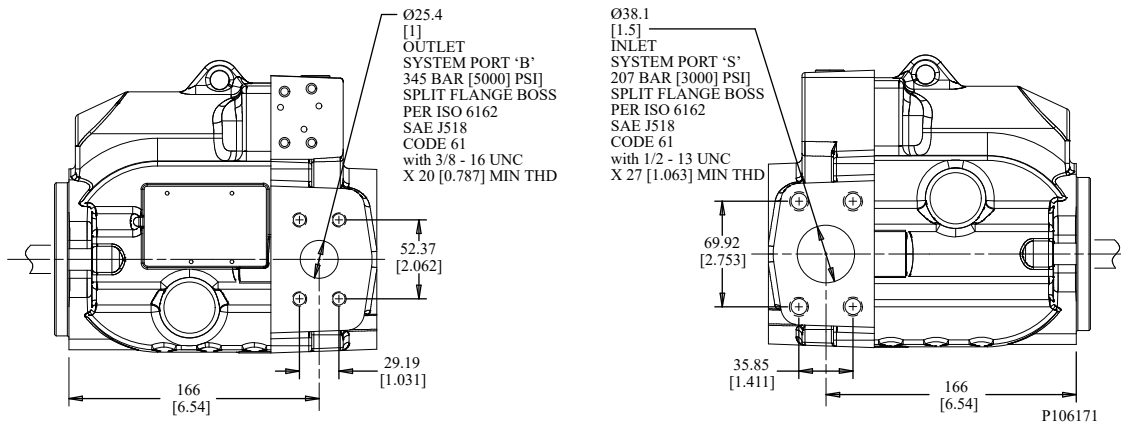 Ø25.4
[1]
OUTLET
SYSTEM PORT ‘B’
345 BAR [5000] PSI]
SPLIT FLANGE BOSS
PER ISO 6162
SAE J518
CODE 61
with 3/8 - 16 UNC
X 20 [0.787] MIN THD
52.37
[2.062]
29.19
[1.031]
166
[6.54]
Ø38.1
[1.5]
INLET
SYSTEM PORT ‘S’
207 BAR [3000] PSI]
SPLIT FLANGE BOSS
PER ISO 6162
SAE J518
CODE 61
with 1/2 - 13 UNC
X 27 [1.063] MIN THD
69.92
[2.753]
35.85
[1.411]
166
[6.54]
P106171